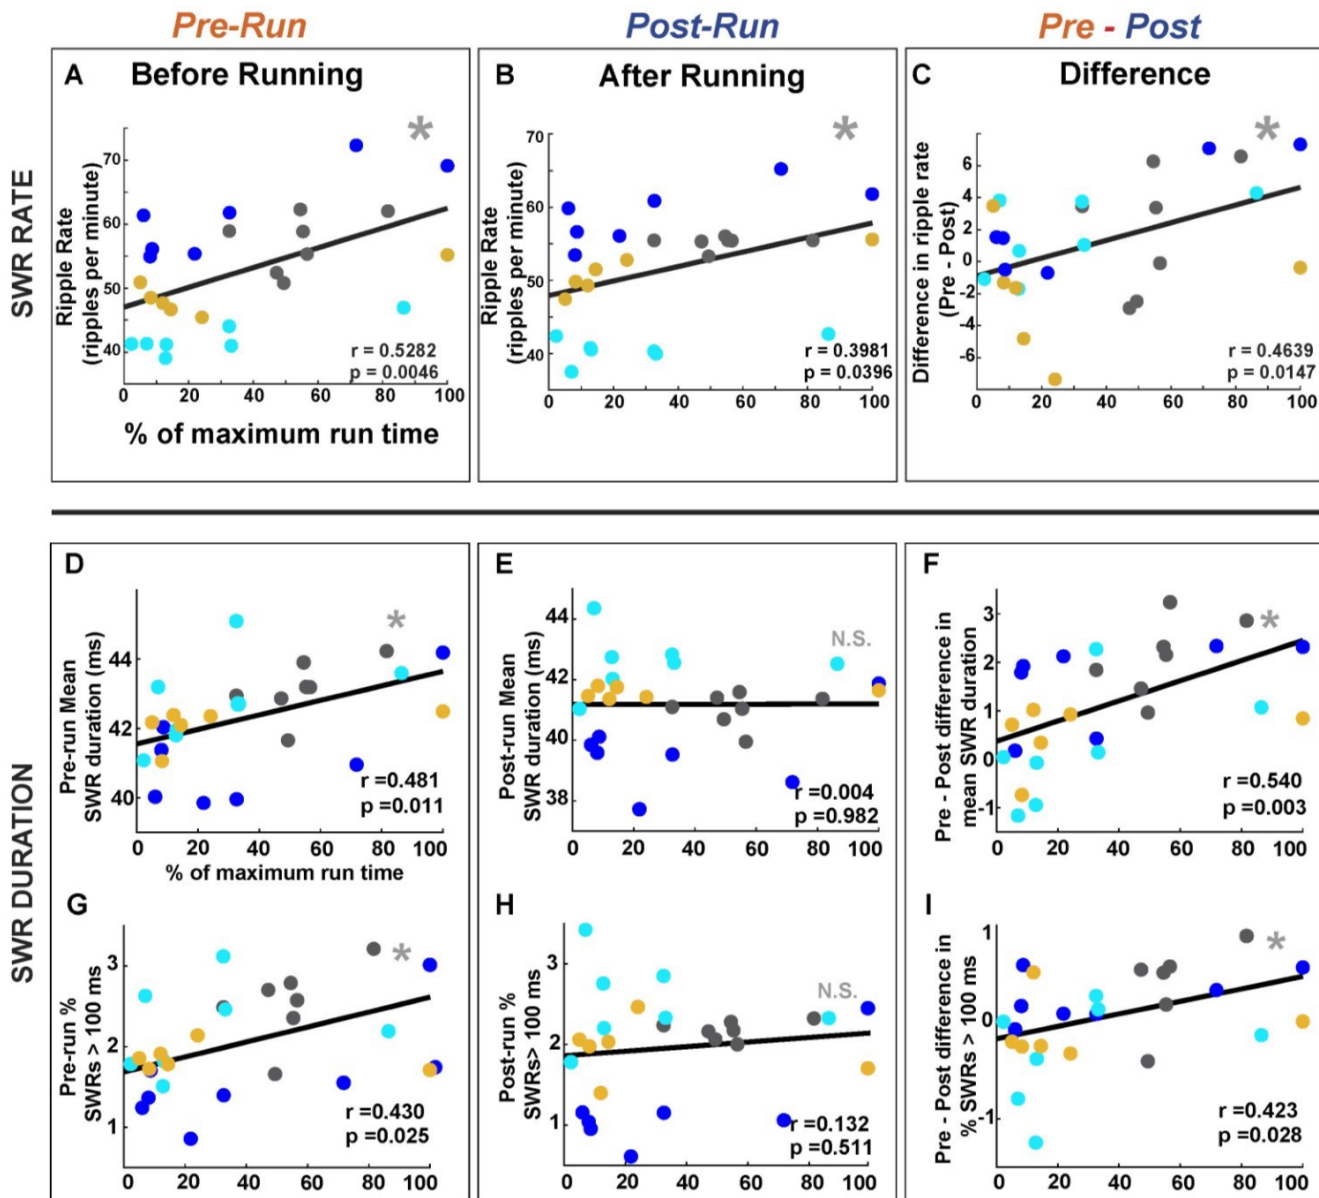 Pre-Run
Post-Run
Pre - Post
SWR RATE
A
Before Running
Ripple Rate
(ripples per minute)
70
60
50
40
0 20 40 60 80 100
% of maximum run time
*
r = 0.5282
p = 0.0046
B
After Running
Ripple Rate
(ripples per minute)
70
60
50
40
0 20 40 60 80 100
*
r = 0.3981
p = 0.0396
C
Difference
Difference in ripple rate
(Pre - Post)
6
4
2
0
-2
-4
-6
0 20 40 60 80 100
*
r = 0.4639
p = 0.0147
SWR DURATION
D
Pre-run Mean
SWR duration (ms)
44
42
40
0 20 40 60 80 100
% of maximum run time
*
r =0.481
p =0.011
E
Post-run Mean
SWR duration (ms)
44
42
40
38
0 20 40 60 80 100
N.S.
r =0.004
p =0.982
F
Pre - Post difference in
mean SWR duration
3
2
1
0
-1
0 20 40 60 80 100
*
r =0.540
p =0.003
G
Pre-run %
SWRs > 100 ms
3
2
1
0 20 40 60 80 100
*
r =0.430
p =0.025
H
Post-run %
SWRs> 100 ms
3
2
1
0 20 40 60 80 100
N.S.
r =0.132
p =0.511
I
Pre - Post difference in
% SWRs > 100 ms
1
0
-1
0 20 40 60 80 100
*
r =0.423
p =0.028